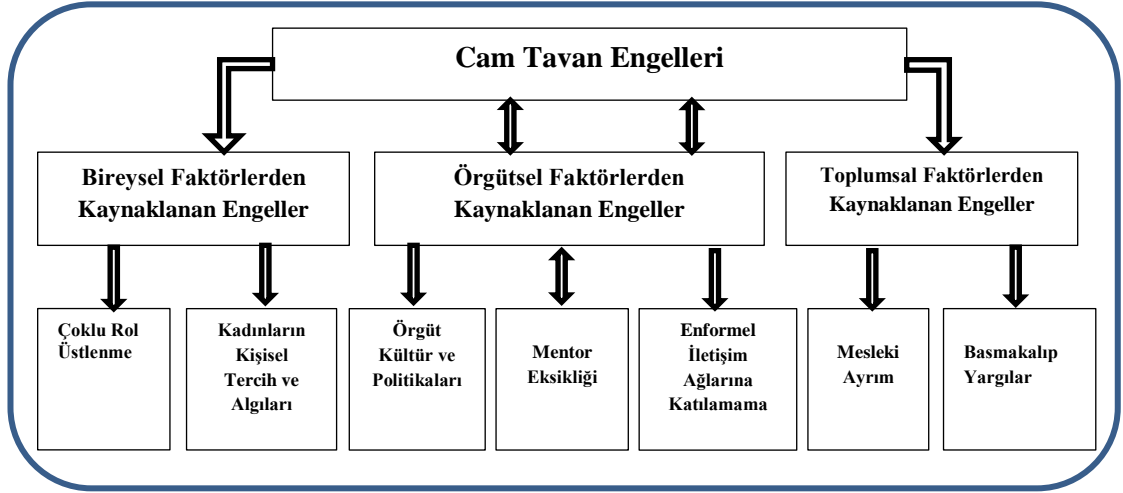 Cam Tavan Engelleri
Bireysel Faktörlerden
Kaynaklanan Engeller
Örgütsel Faktörlerden
Kaynaklanan Engeller
Toplumsal Faktörlerden
Kaynaklanan Engeller
Çoklu Rol
Üstlenme
Kadınların
Kişisel
Tercih ve
Algıları
Örgüt
Kültür ve
Politikaları
Mentor
Eksikliği
Enformel
İletişim
Ağlarına
Katılamama
Mesleki
Ayrım
Basmakalıp
Yargılar